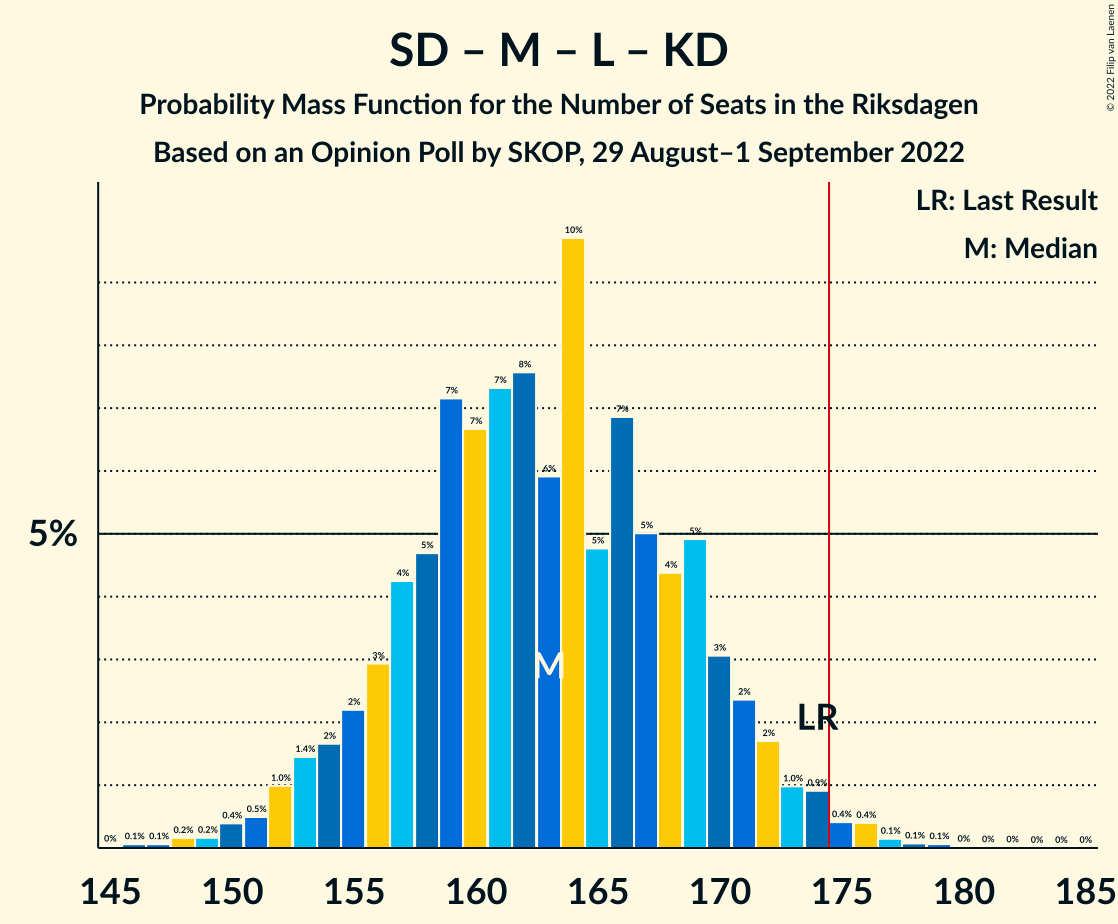 SD – M – L – KD
Probability Mass Function for the Number of Seats in the Riksdagen
Based on an Opinion Poll by SKOP, 29 August–1 September 2022
© 2022 Filip van Laenen
LR: Last Result
M: Median
5%
0% 0.1% 0.1% 0.2% 0.2% 0.4% 0.5% 1.0% 1.4% 2% 2% 3% 4% 5% 7% 7% 7% 8% 6% 10% 5% 7% 5% 4% 5% 3% 2% 2% 1.0% 0.9% 0.4% 0.4% 0.1% 0.1% 0.1% 0% 0% 0% 0% 0% 0%
M
LR
145 150 155 160 165 170 175 180 185